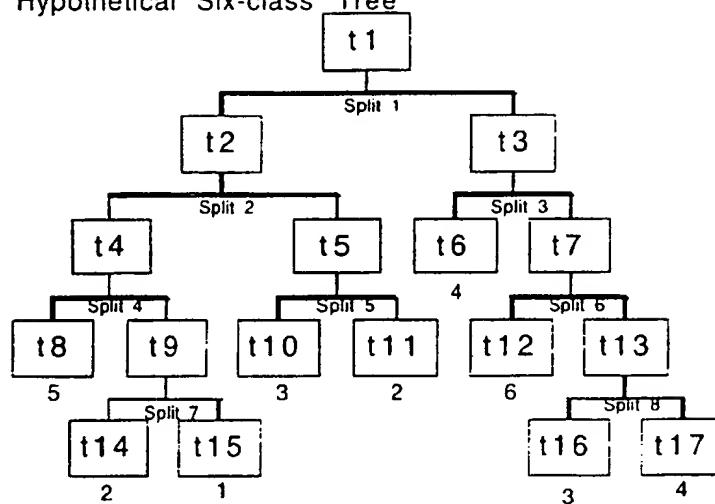 Hypothetical Six-class Tree
t1
Split 1
t2
t3
Split 2
Split 3
t4
t5
t6
t7
4
Split 4
Split 5
Split 6
t8
t9
t10
t11
t12
t13
5
3
2
6
Split 7
Split 8
t14
t15
t16
t17
2
1
3
4